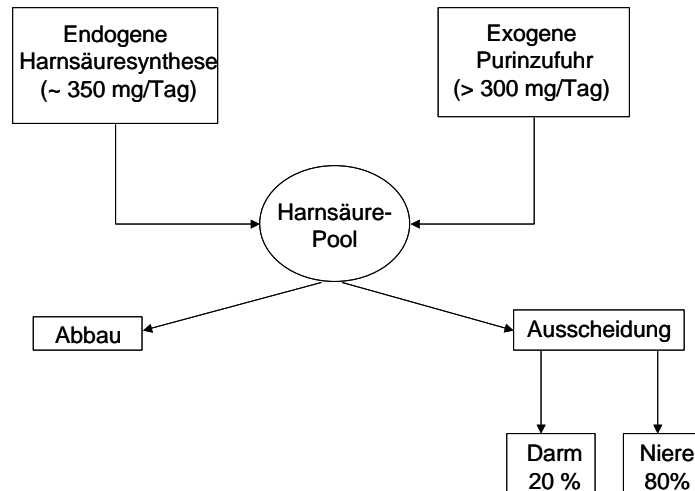 Endogene
Harnsäuresynthese
(~ 350 mg/Tag)
Exogene
Purinzufuhr
(> 300 mg/Tag)
Harnsäure-
Pool
Abbau
Ausscheidung
Darm
20 %
Niere
80%